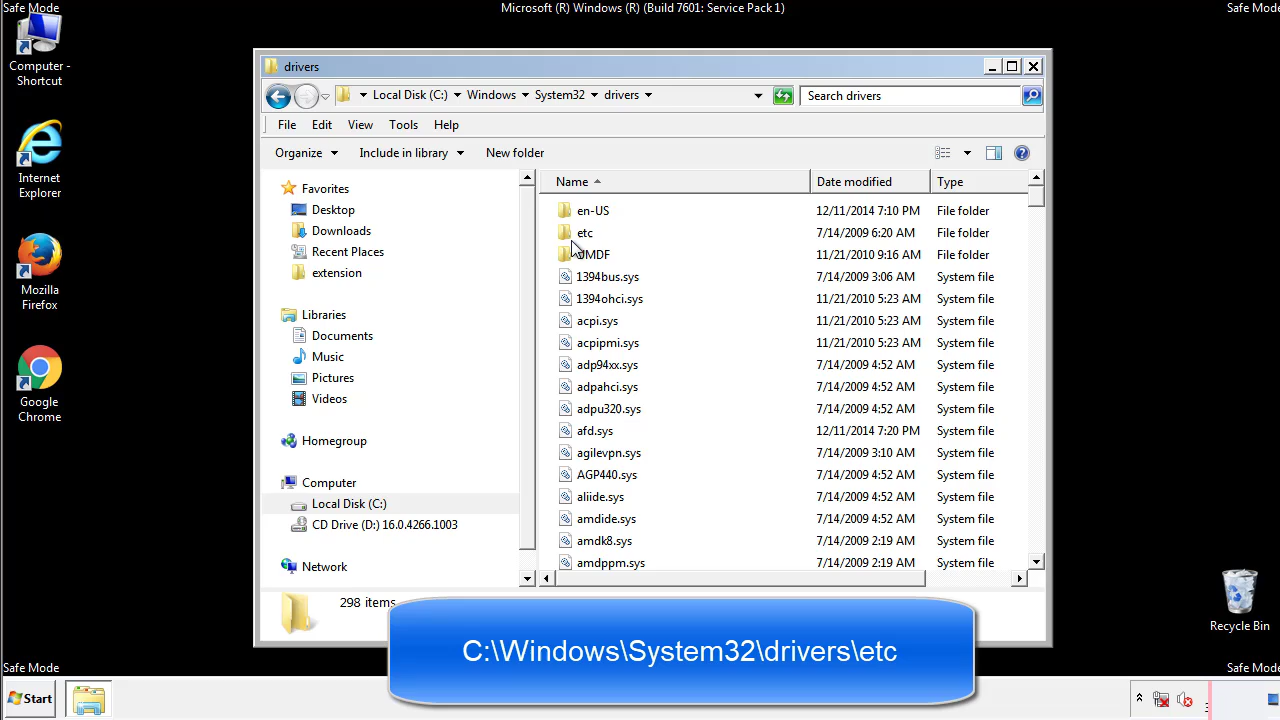 Safe Mode
Microsoft (R) Windows (R) (Build 7601: Service Pack 1)
Safe Mode
Computer -
Shortcut
Internet
Explorer
Mozilla
Firefox
Google
Chrome
drivers
Local Disk (C:) Windows System32 drivers
Search drivers
File Edit View Tools Help
Organize Include in library New folder
Favorites
Desktop
Downloads
Recent Places
extension
Libraries
Documents
Music
Pictures
Videos
Homegroup
Computer
Local Disk (C:)
CD Drive (D:) 16.0.4266.1003
Network
Name Date modified Type
en-US 12/11/2014 7:10 PM File folder
etc 7/14/2009 6:20 AM File folder
UMDF 11/21/2010 9:16 AM File folder
1394bus.sys 7/14/2009 3:06 AM System file
1394ohci.sys 11/21/2010 5:23 AM System file
acpi.sys 11/21/2010 5:23 AM System file
acpipmi.sys 11/21/2010 5:23 AM System file
adp94xx.sys 7/14/2009 4:52 AM System file
adpahci.sys 7/14/2009 4:52 AM System file
adpu320.sys 7/14/2009 4:52 AM System file
afd.sys 12/11/2014 7:20 PM System file
agilevpn.sys 7/14/2009 3:10 AM System file
AGP440.sys 7/14/2009 4:52 AM System file
aliide.sys 7/14/2009 4:52 AM System file
amdide.sys 7/14/2009 4:52 AM System file
amdk8.sys 7/14/2009 2:19 AM System file
amdppm.sys 7/14/2009 2:19 AM System file
298 items
C:\Windows\System32\drivers\etc
Recycle Bin
Safe Mode
Safe Mode
Start